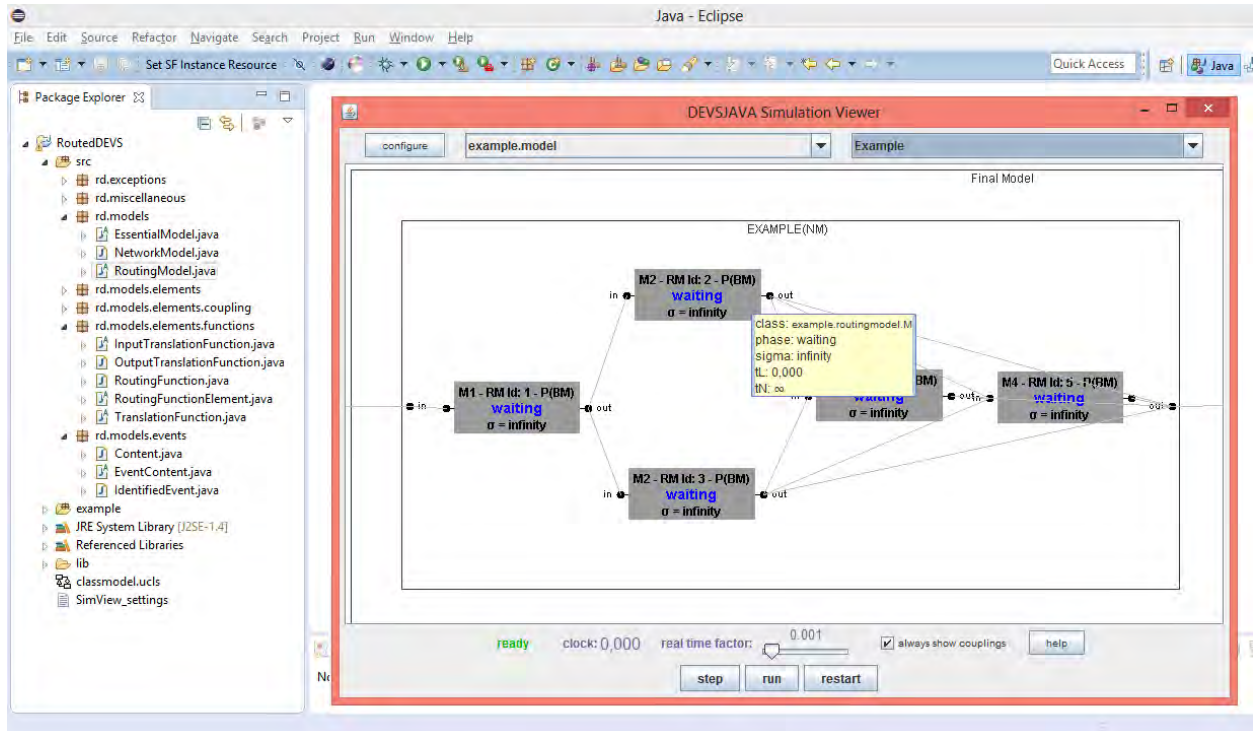 Java - Eclipse
File Edit Source Refactor Navigate Search Project Run Window Help
Set SF Instance Resource
Quick Access
Java
Package Explorer
RoutedDEVS
src
rd.exceptions
rd.miscellaneous
rd.models
EssentialModel.java
NetworkModel.java
RoutingModel.java
rd.models.elements
rd.models.elements.coupling
rd.models.elements.functions
InputTranslationFunction.java
OutputTranslationFunction.java
RoutingFunction.java
RoutingFunctionElement.java
TranslationFunction.java
rd.models.events
Content.java
EventContent.java
IdentifiedEvent.java
example
JRE System Library [J2SE-1.4]
Referenced Libraries
lib
classmodel.ucls
SimView_settings
DEVSJAVA Simulation Viewer
configure
example.model
Example
Final Model
EXAMPLE(NM)
M2 - RM Id: 2 - P(BM)
in
waiting
out
σ = infinity
class: example.routingmodel.M
phase: waiting
sigma: infinity
tL: 0,000
tN: ∞
M1 - RM Id: 1 - P(BM)
in
waiting
out
σ = infinity
BM)
out
σ = infinity
in
M4 - RM Id: 5 - P(BM)
waiting
σ = infinity
out
M2 - RM Id: 3 - P(BM)
in
waiting
out
σ = infinity
ready
clock: 0,000
real time factor:
0.001
always show couplings
help
step
run
restart